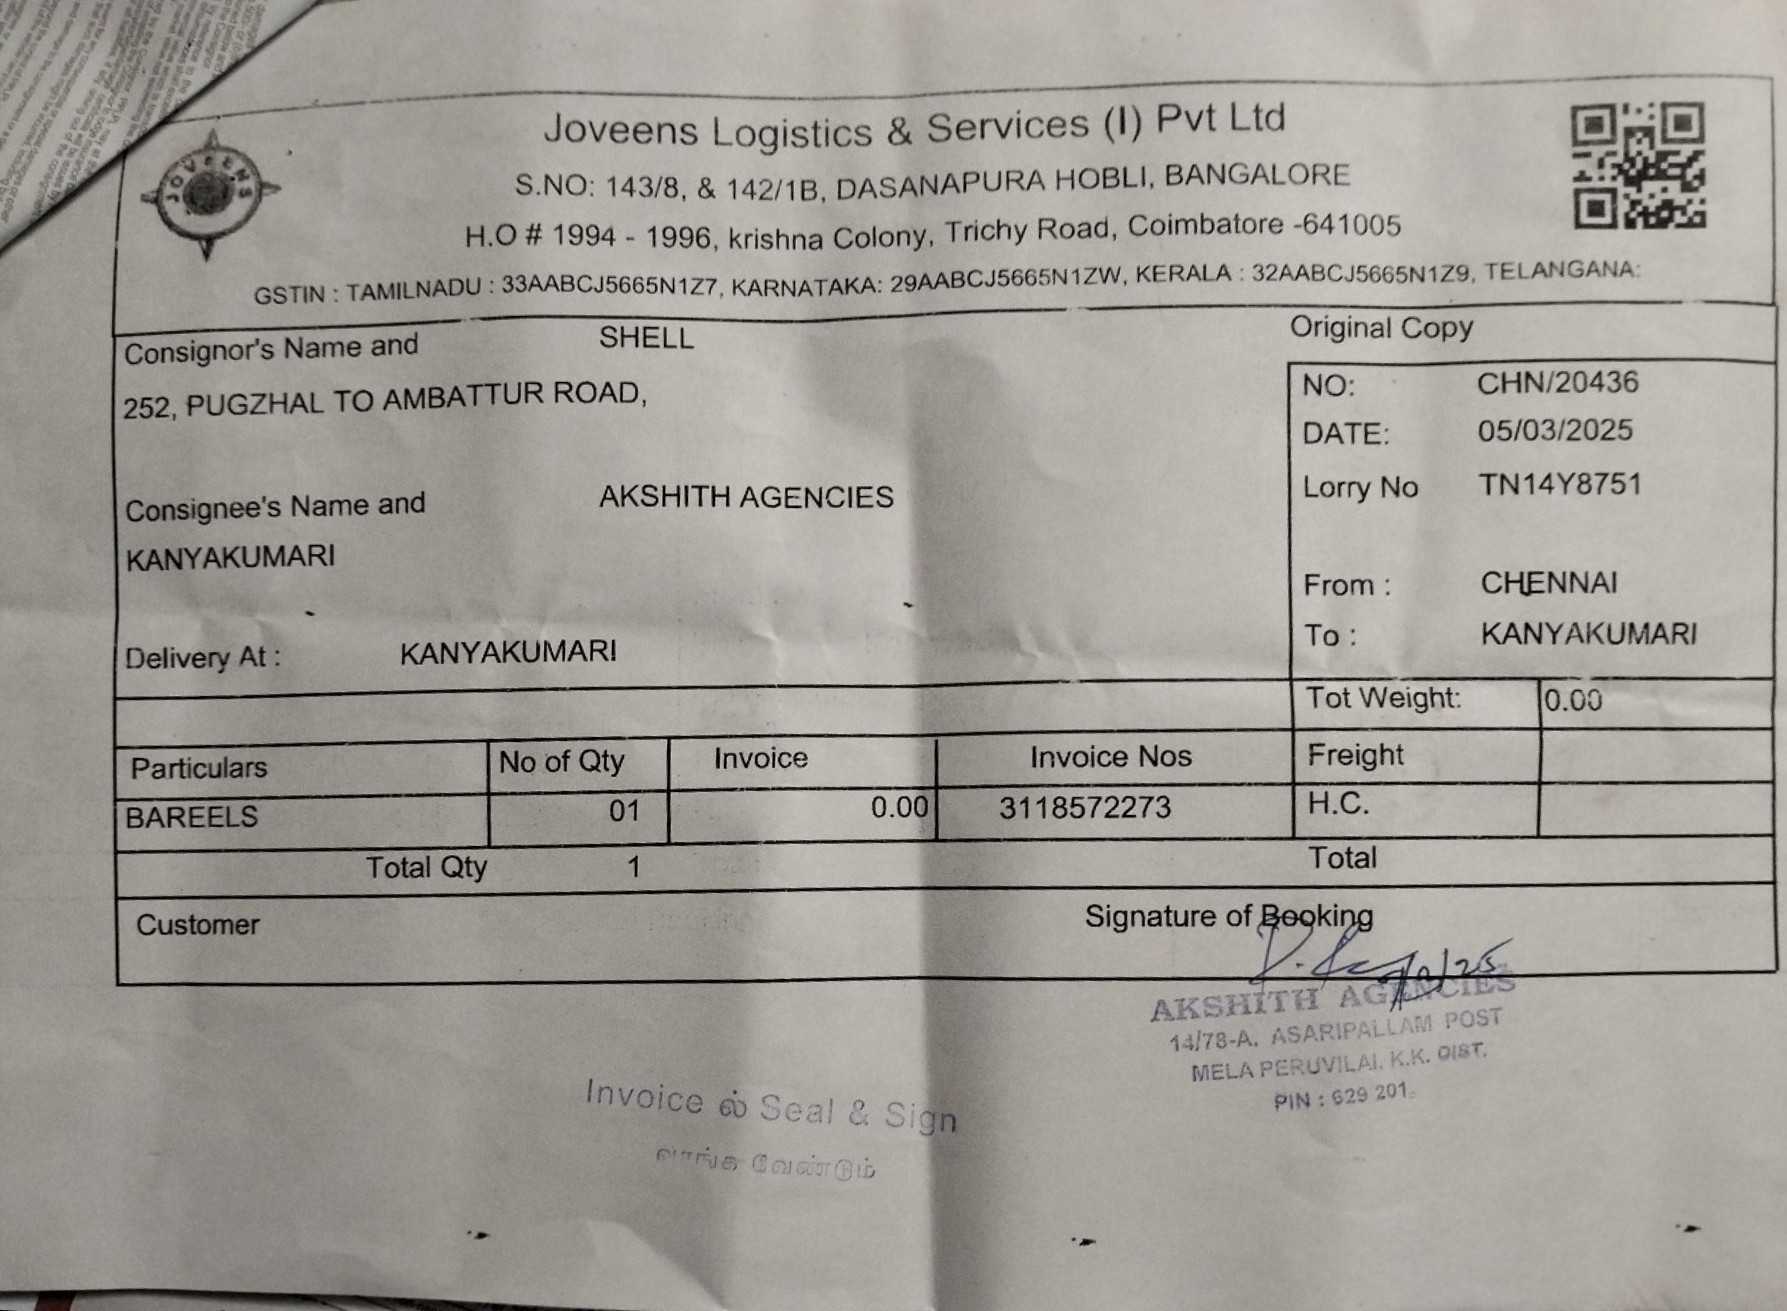 JOVEENS
Joveens Logistics & Services (I) Pvt Ltd
S.NO: 143/8, & 142/1B, DASANAPURA HOBLI, BANGALORE
H.O # 1994 - 1996, krishna Colony, Trichy Road, Coimbatore -641005
GSTIN : TAMILNADU : 33AABCJ5665N1Z7, KARNATAKA: 29AABCJ5665N1ZW, KERALA : 32AABCJ5665N1Z9, TELANGANA:
Consignor's Name and SHELL
252, PUGZHAL TO AMBATTUR ROAD,
Consignee's Name and AKSHITH AGENCIES
KANYAKUMARI
Delivery At : KANYAKUMARI
Original Copy
NO: CHN/20436
DATE: 05/03/2025
Lorry No TN14Y8751
From : CHENNAI
To : KANYAKUMARI
Tot Weight: 0.00
Particulars No of Qty Invoice Invoice Nos Freight
BAREELS 01 0.00 3118572273 H.C.
Total Qty 1 Total
Customer Signature of Booking
AKSHITH AGENCIES
14/78-A, ASARIPALLAM POST
MELA PERUVILAI, K.K. DIST.
PIN : 629 201.
Invoice ல் Seal & Sign
வாங்க வேண்டும்